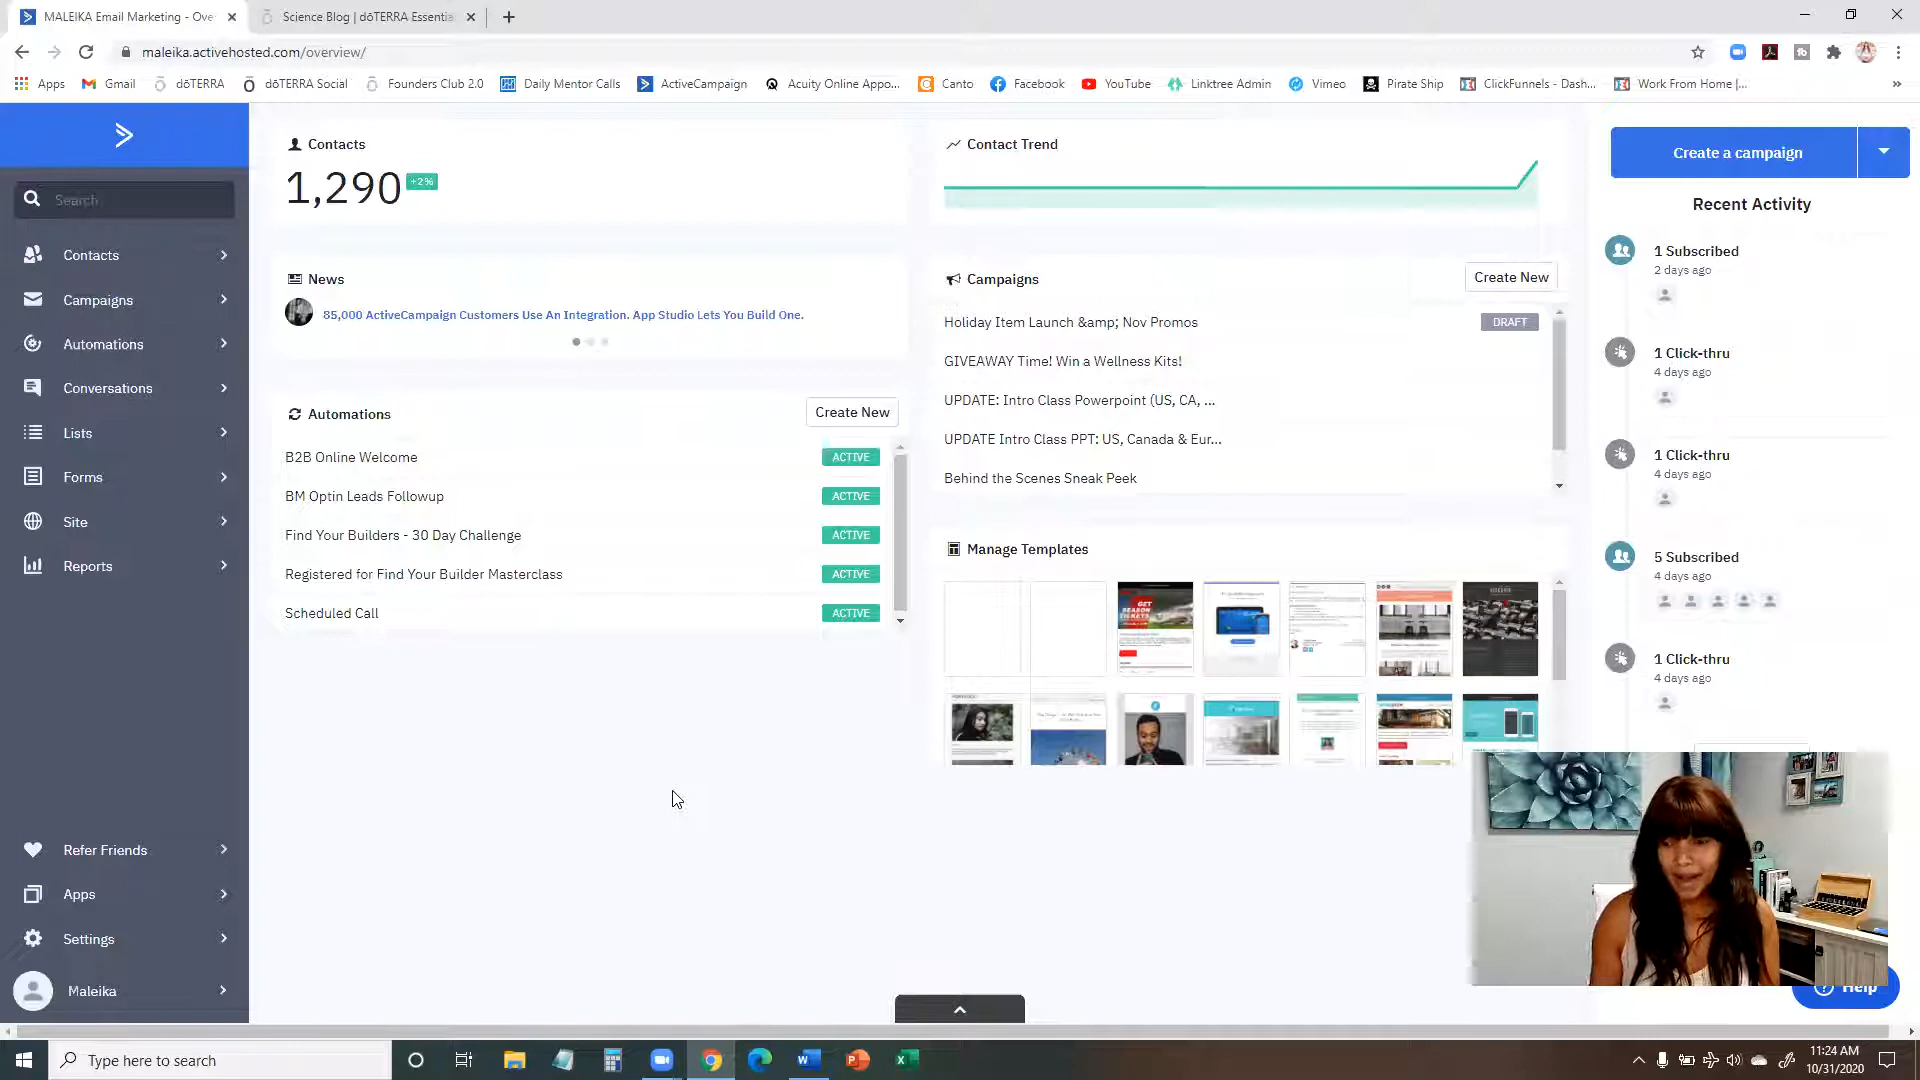 MALEIKA Email Marketing - Ove
Science Blog | dōTERRA Essentia
maleika.activehosted.com/overview/
Apps
Gmail
dōTERRA
dōTERRA Social
Founders Club 2.0
Daily Mentor Calls
ActiveCampaign
Acuity Online Appo...
Canto
Facebook
YouTube
Linktree Admin
Vimeo
Pirate Ship
ClickFunnels - Dash...
Work From Home |...
Search
Contacts
Campaigns
Automations
Conversations
Lists
Forms
Site
Reports
Refer Friends
Apps
Settings
Maleika
Contacts
1,290 +2%
Contact Trend
News
85,000 ActiveCampaign Customers Use An Integration. App Studio Lets You Build One.
Automations
Create New
B2B Online Welcome ACTIVE
BM Optin Leads Followup ACTIVE
Find Your Builders - 30 Day Challenge ACTIVE
Registered for Find Your Builder Masterclass ACTIVE
Scheduled Call ACTIVE
Campaigns
Create New
Holiday Item Launch &amp; Nov Promos DRAFT
GIVEAWAY Time! Win a Wellness Kits!
UPDATE: Intro Class Powerpoint (US, CA, ...
UPDATE Intro Class PPT: US, Canada & Eur...
Behind the Scenes Sneak Peek
Manage Templates
GET
SEASON
TICKETS
Create a campaign
Recent Activity
1 Subscribed
2 days ago
1 Click-thru
4 days ago
1 Click-thru
4 days ago
5 Subscribed
4 days ago
1 Click-thru
4 days ago
Help
Type here to search
11:24 AM
10/31/2020